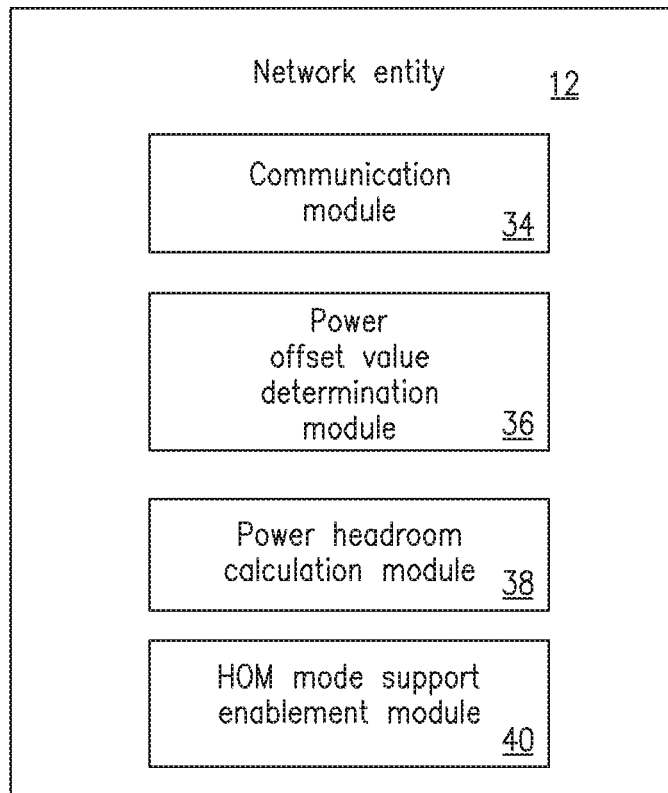 Network entity 12
Communication
module 34
Power
offset value
determination
module 36
Power headroom
calculation module 38
HOM mode support
enablement module 40